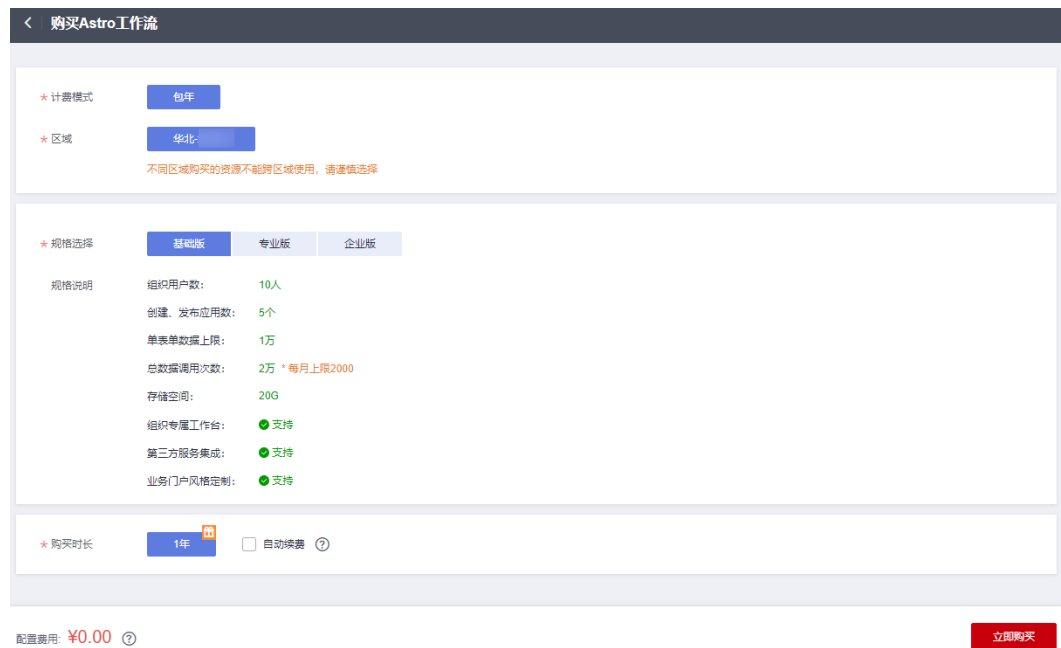 购买Astro工作流
* 计费模式 包年
* 区域 华北-
不同区域购买的资源不能跨区域使用，请谨慎选择
* 规格选择 基础版 专业版 企业版
规格说明 组织用户数： 10人
创建、发布应用数： 5个
单表单数据上限： 1万
总数据调用次数： 2万 * 每月上限2000
存储空间： 20G
组织专属工作台： 支持
第三方服务集成： 支持
业务门户风格定制： 支持
* 购买时长 1年 自动续费 ?
配置费用: ¥0.00 ? 立即购买